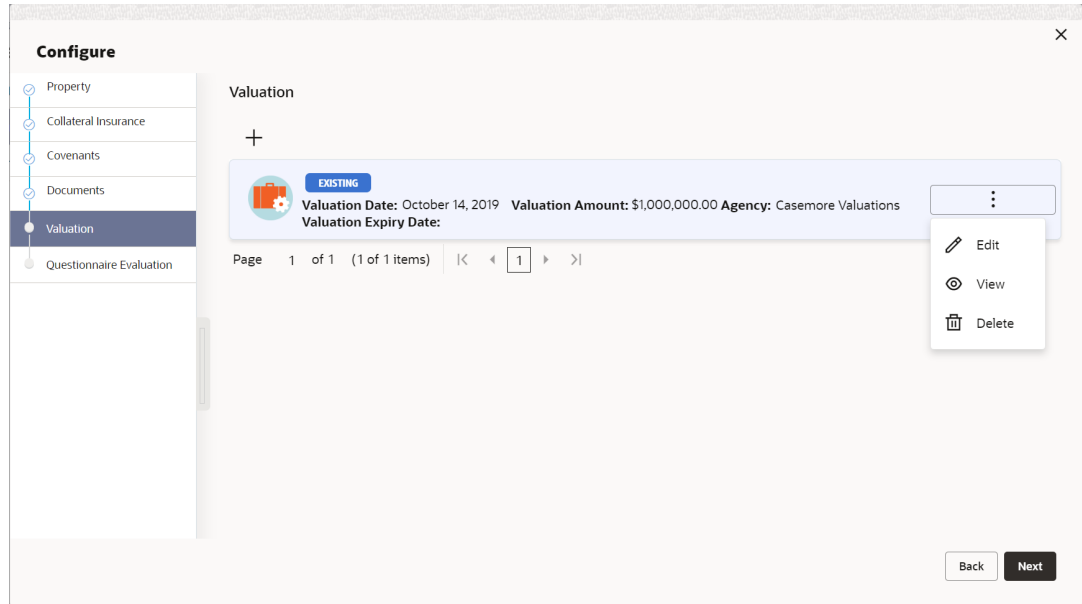 Configure
Property
Collateral Insurance
Covenants
Documents
Valuation
Questionnaire Evaluation
Valuation
EXISTING
Valuation Date: October 14, 2019 Valuation Amount: $1,000,000.00 Agency: Casemore Valuations
Valuation Expiry Date:
Page 1 of 1 (1 of 1 items) 1
Edit
View
Delete
Back Next